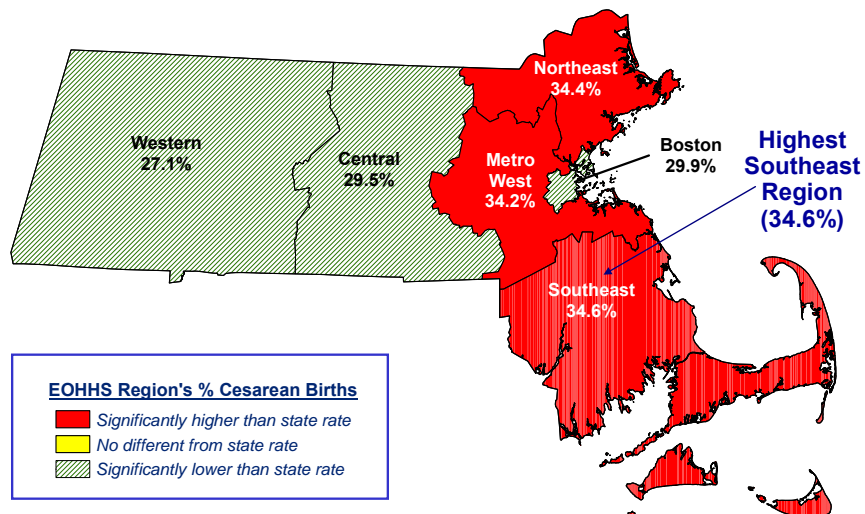 Northeast
34.4%
Western
27.1%
Central
29.5%
Metro
West
34.2%
Boston
29.9%
Highest
Southeast
Region
(34.6%)
Southeast
34.6%
EOHHS Region's % Cesarean Births
Significantly higher than state rate
No different from state rate
Significantly lower than state rate